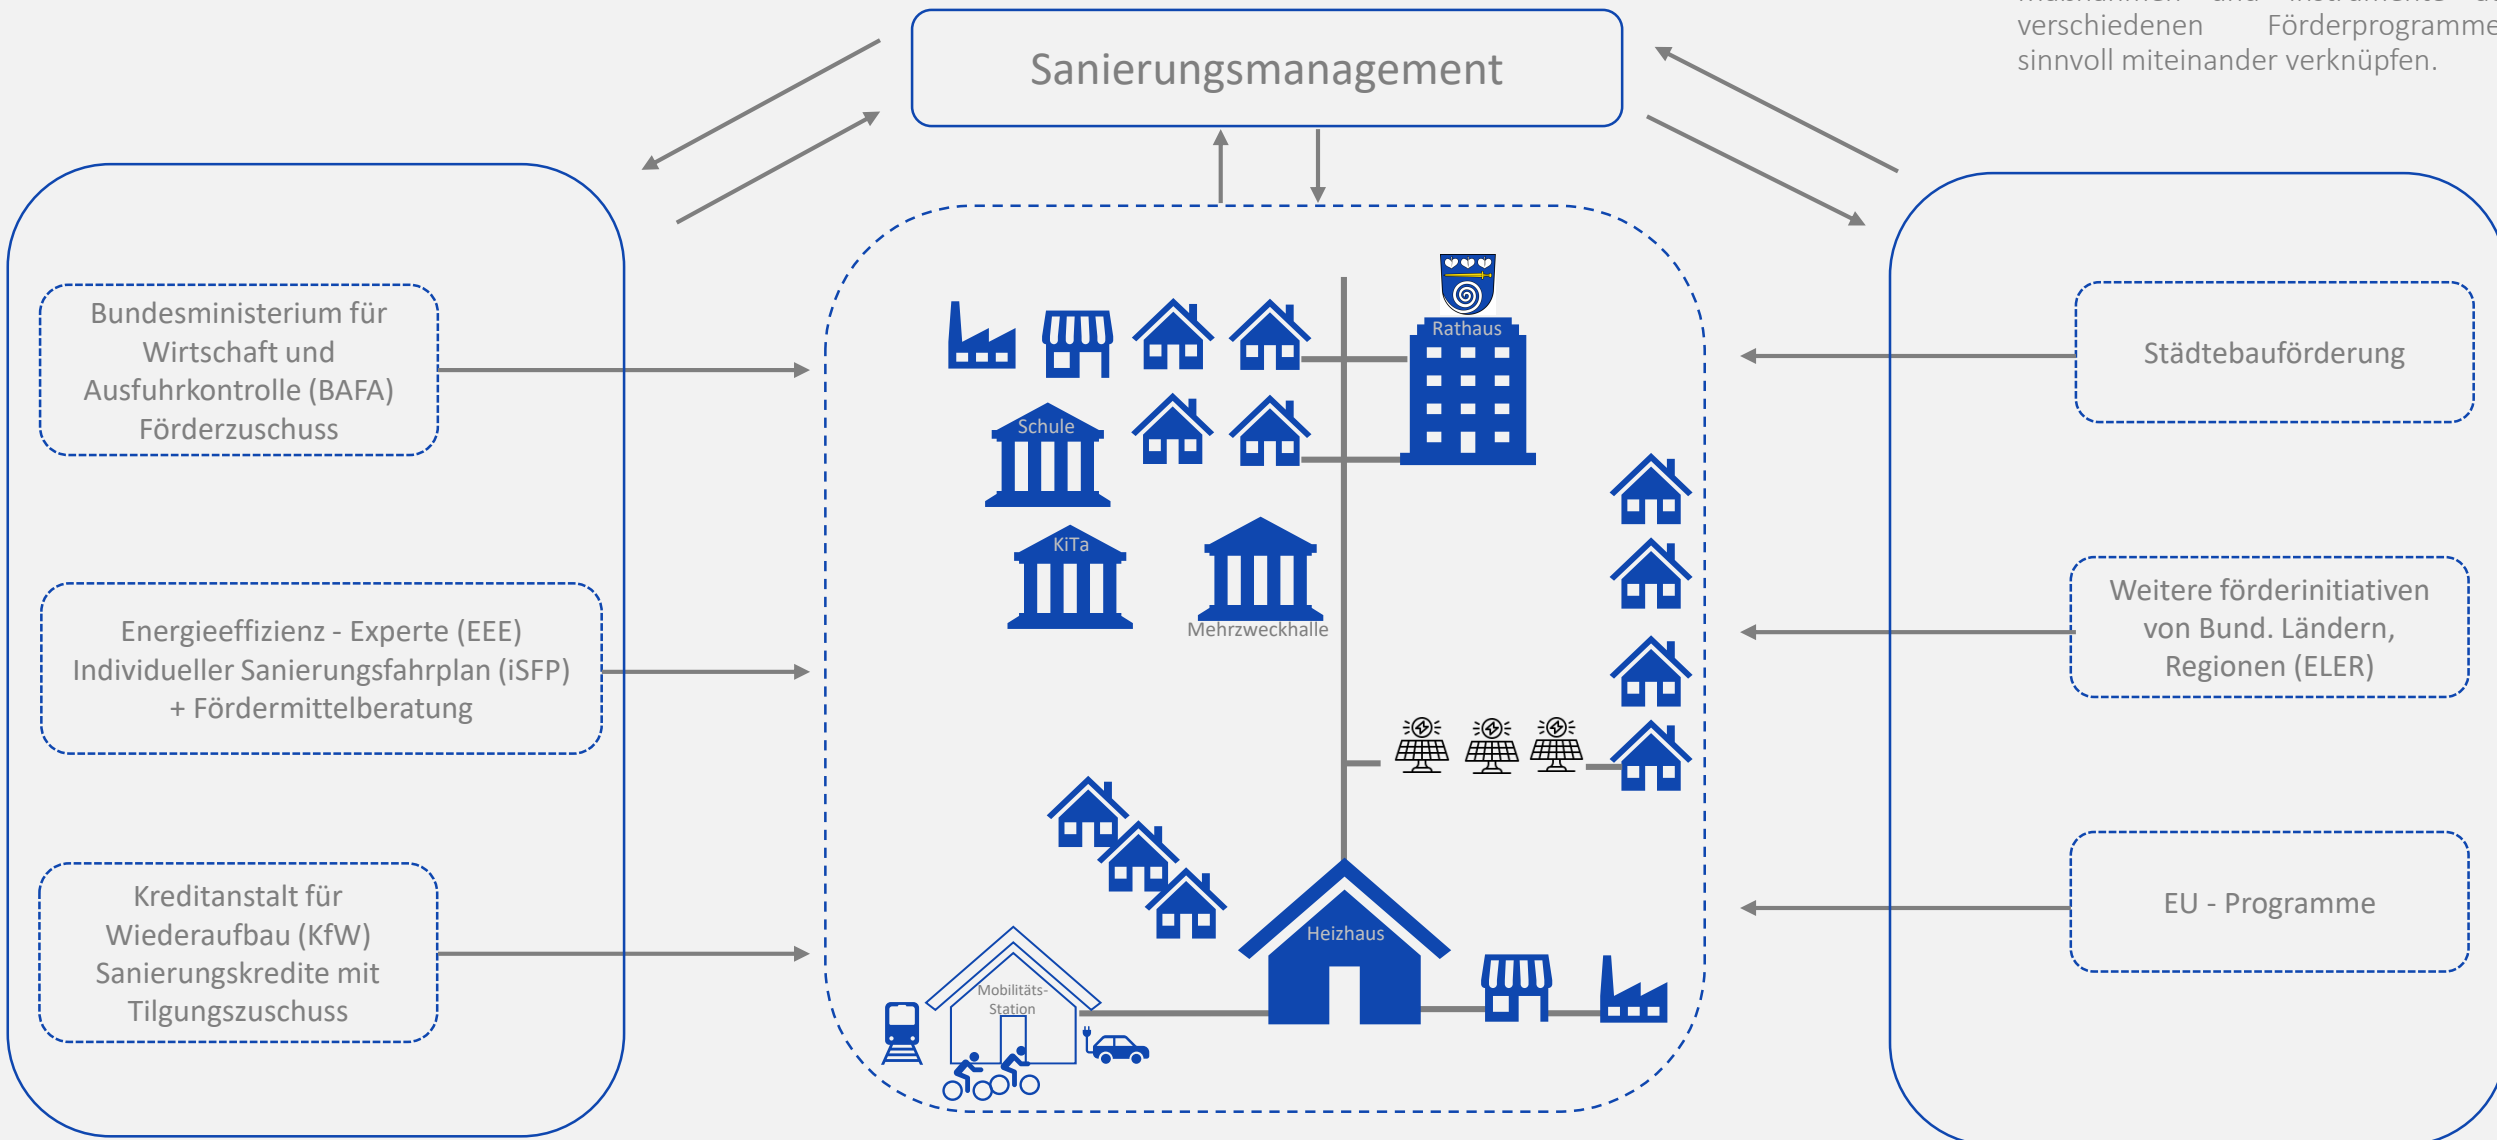 verschiedenen Förderprogramme
sinnvoll miteinander verknüpfen.
Sanierungsmanagement
Bundesministerium für
Wirtschaft und
Ausfuhrkontrolle (BAFA)
Förderzuschuss
Energieeffizienz - Experte (EEE)
Individueller Sanierungsfahrplan (iSFP)
+ Fördermittelberatung
Kreditanstalt für
Wiederaufbau (KfW)
Sanierungskredite mit
Tilgungszuschuss
Rathaus
Schule
KiTa
Mehrzweckhalle
Heizhaus
Mobilitäts-
Station
Städtebauförderung
Weitere förderinitiativen
von Bund. Ländern,
Regionen (ELER)
EU - Programme